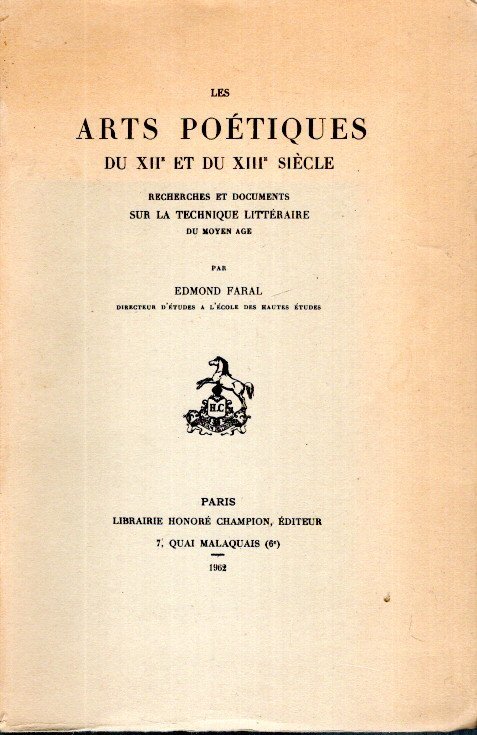 LES
ARTS POÉTIQUES
DU XIIᵉ ET DU XIIIᵉ SIÈCLE
RECHERCHES ET DOCUMENTS
SUR LA TECHNIQUE LITTÉRAIRE
DU MOYEN AGE
PAR
EDMOND FARAL
DIRECTEUR D'ÉTUDES A L'ÉCOLE DES HAUTES ÉTUDES
H.C
PARIS
LIBRAIRIE HONORÉ CHAMPION, ÉDITEUR
7, QUAI MALAQUAIS (6ᵉ)
1962